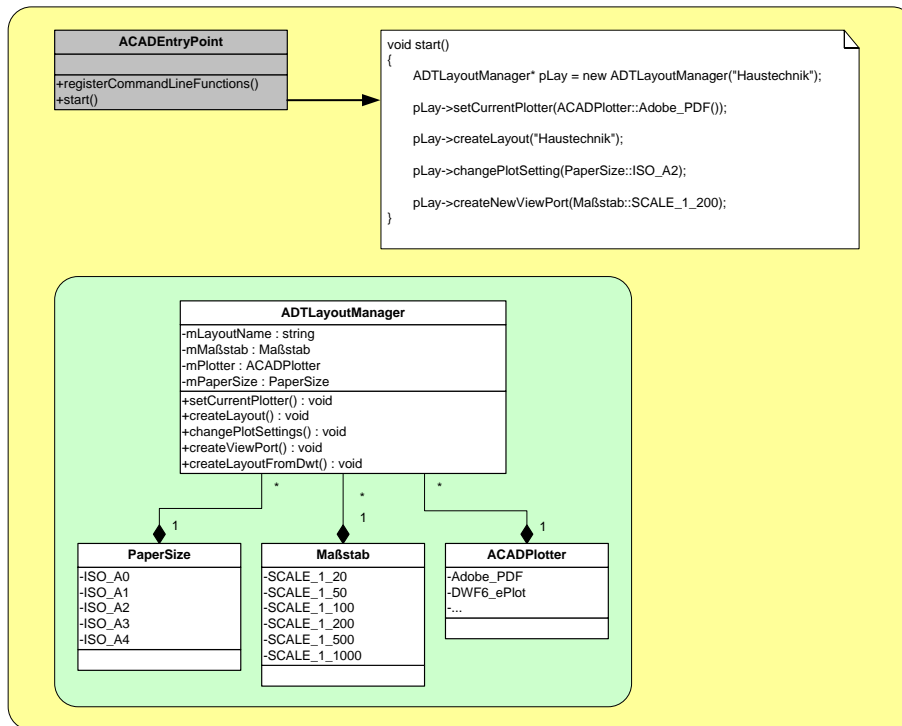 ACADEntryPoint
+registerCommandLineFunctions()
+start()
void start()
{
ADTLayoutManager* pLay = new ADTLayoutManager("Haustechnik");
pLay->setCurrentPlotter(ACADPlotter::Adobe_PDF());
pLay->createLayout("Haustechnik");
pLay->changePlotSetting(PaperSize::ISO_A2);
pLay->createNewViewPort(Maßstab::SCALE_1_200);
}
ADTLayoutManager
-mLayoutName : string
-mMaßstab : Maßstab
-mPlotter : ACADPlotter
-mPaperSize : PaperSize
+setCurrentPlotter() : void
+createLayout() : void
+changePlotSettings() : void
+createViewPort() : void
+createLayoutFromDwt() : void
* * *
1 1 1
PaperSize
-ISO_A0
-ISO_A1
-ISO_A2
-ISO_A3
-ISO_A4
Maßstab
-SCALE_1_20
-SCALE_1_50
-SCALE_1_100
-SCALE_1_200
-SCALE_1_500
-SCALE_1_1000
ACADPlotter
-Adobe_PDF
-DWF6_ePlot
-...